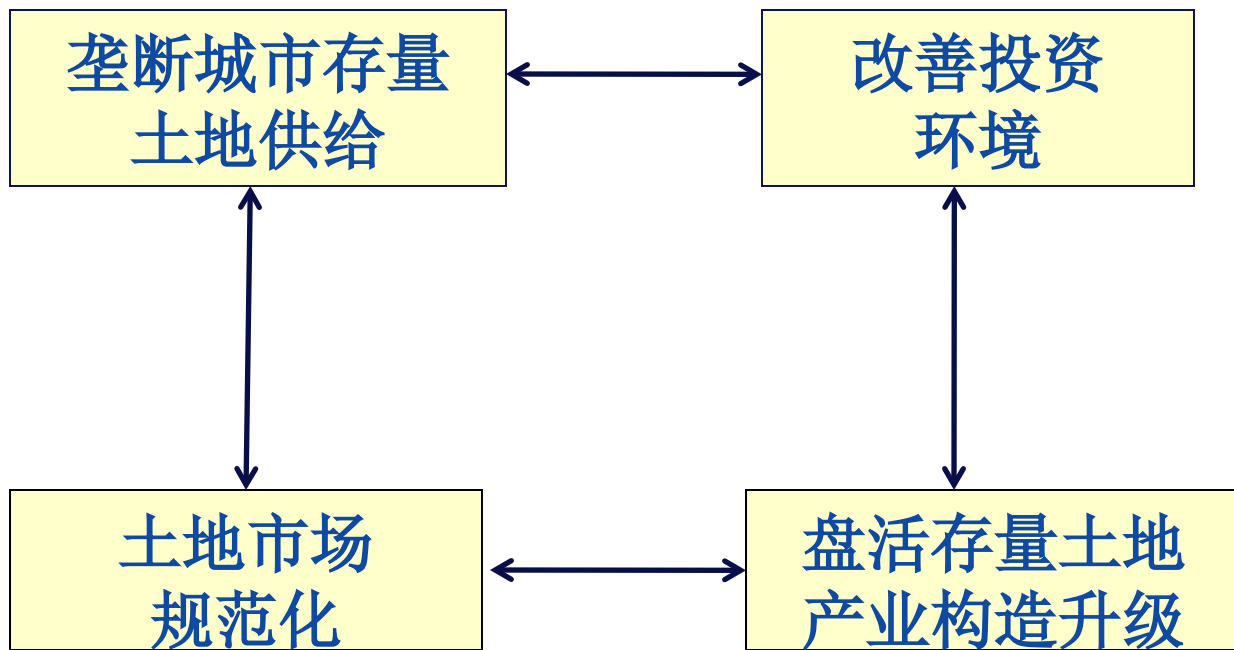 垄断城市存量
土地供给
改善投资
环境
土地市场
规范化
盘活存量土地
产业构造升级